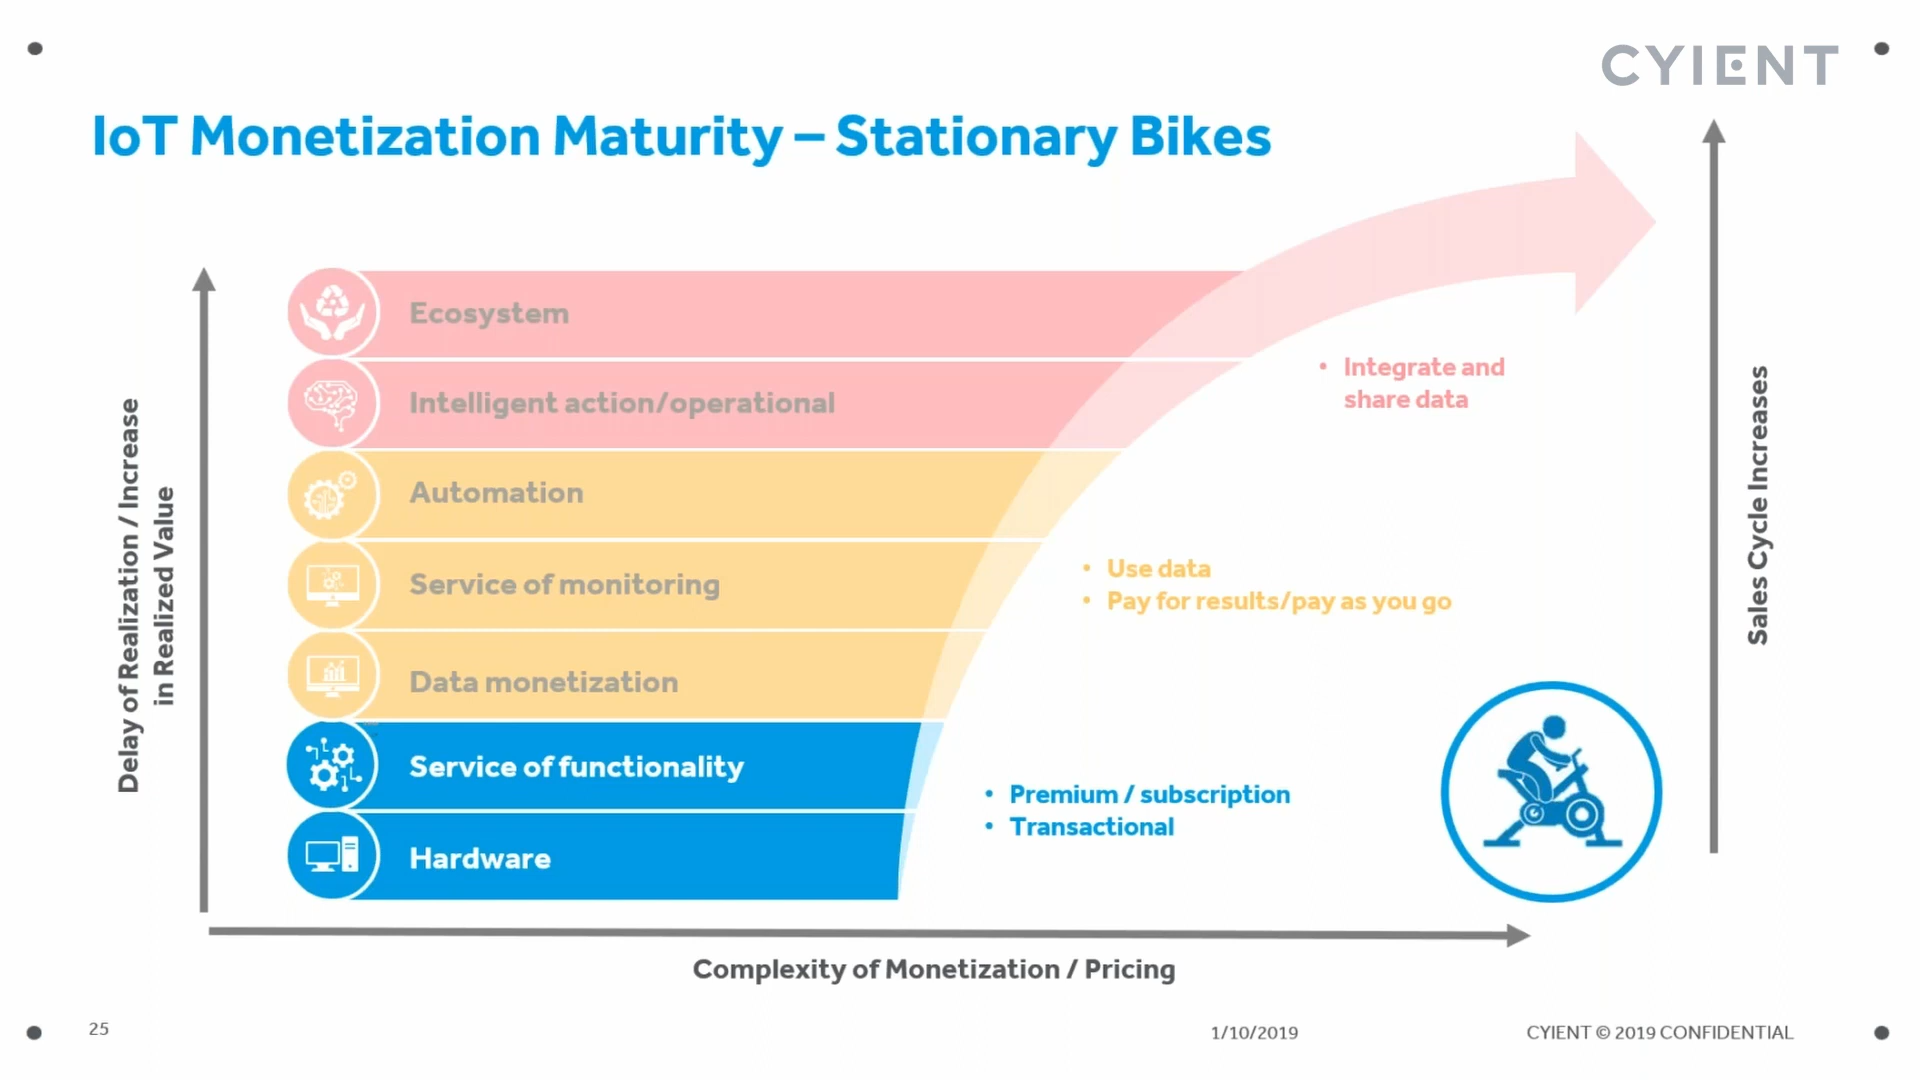 CYIENT
IoT Monetization Maturity – Stationary Bikes
Delay of Realization / Increase
in Realized Value
Ecosystem
Intelligent action/operational
Automation
Service of monitoring
Data monetization
Service of functionality
Hardware
• Integrate and
share data
• Use data
• Pay for results/pay as you go
• Premium / subscription
• Transactional
Sales Cycle Increases
Complexity of Monetization / Pricing
25
1/10/2019
CYIENT © 2019 CONFIDENTIAL